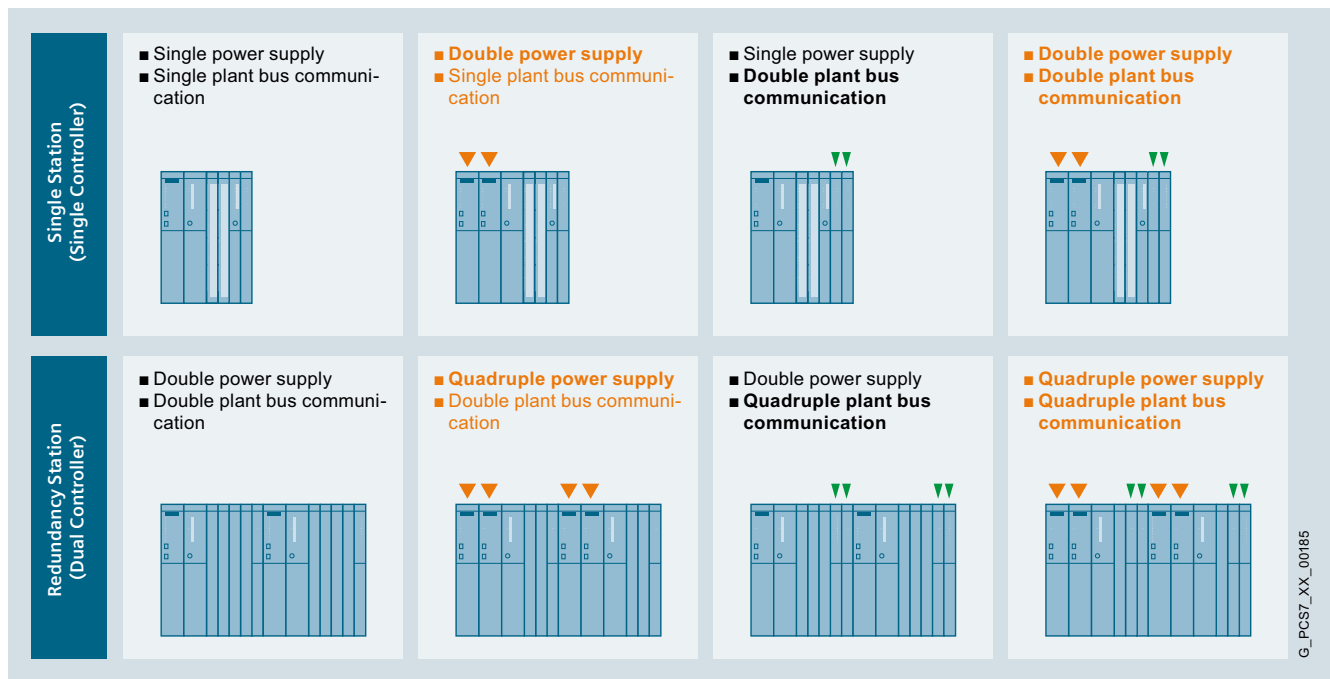 Single Station
(Single Controller)
■ Single power supply
■ Single plant bus communi-
cation
■ Double power supply
■ Single plant bus communi-
cation
■ Single power supply
■ Double plant bus
communication
■ Double power supply
■ Double plant bus
communication
Redundancy Station
(Dual Controller)
■ Double power supply
■ Double plant bus communi-
cation
■ Quadruple power supply
■ Double plant bus communi-
cation
■ Double power supply
■ Quadruple plant bus
communication
■ Quadruple power supply
■ Quadruple plant bus
communication
G_PCS7_XX_00185